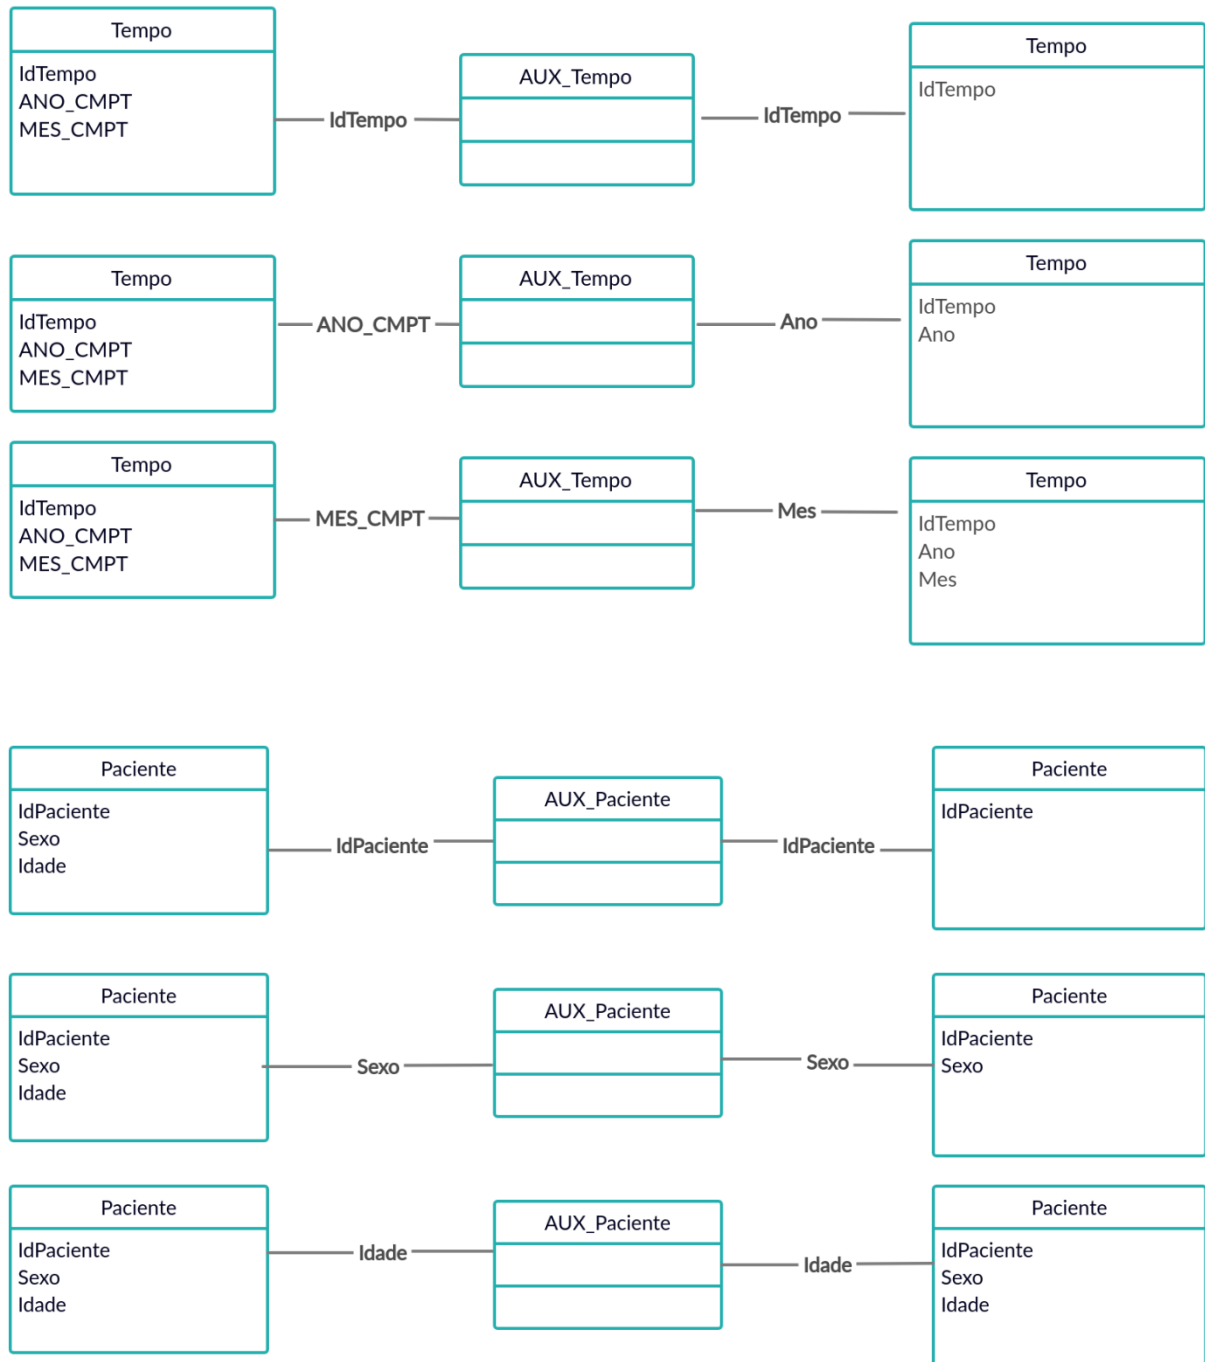 Tempo
IdTempo
ANO_CMPT
MES_CMPT
IdTempo
AUX_Tempo
IdTempo
Tempo
IdTempo
Tempo
IdTempo
ANO_CMPT
MES_CMPT
ANO_CMPT
AUX_Tempo
Ano
Tempo
IdTempo
Ano
Tempo
IdTempo
ANO_CMPT
MES_CMPT
MES_CMPT
AUX_Tempo
Mes
Tempo
IdTempo
Ano
Mes
Paciente
IdPaciente
Sexo
Idade
IdPaciente
AUX_Paciente
IdPaciente
Paciente
IdPaciente
Paciente
IdPaciente
Sexo
Idade
Sexo
AUX_Paciente
Sexo
Paciente
IdPaciente
Sexo
Paciente
IdPaciente
Sexo
Idade
Idade
AUX_Paciente
Idade
Paciente
IdPaciente
Sexo
Idade